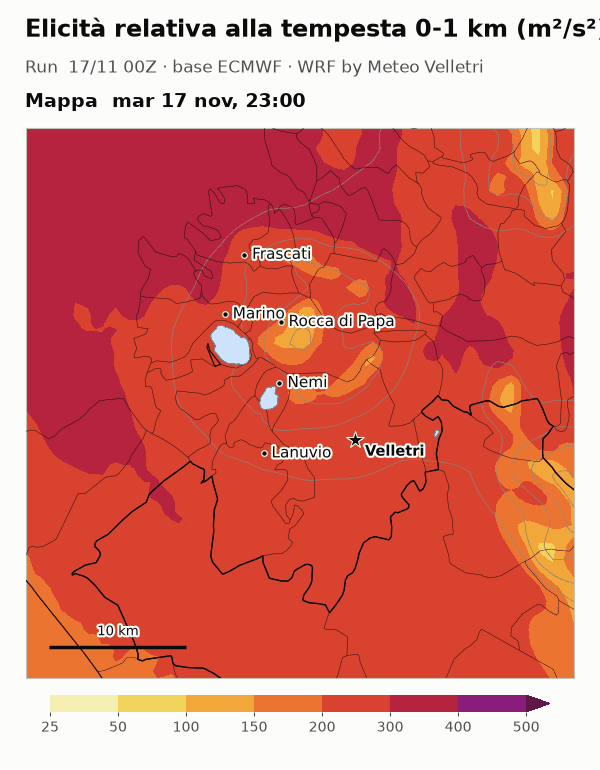 Elicità relativa alla tempesta 0-1 km (m²/s²)
Run 17/11 00Z · base ECMWF · WRF by Meteo Velletri
Mappa mar 17 nov, 23:00
Frascati
Marino
Rocca di Papa
Nemi
Lanuvio
Velletri
10 km
25 50 100 150 200 300 400 500